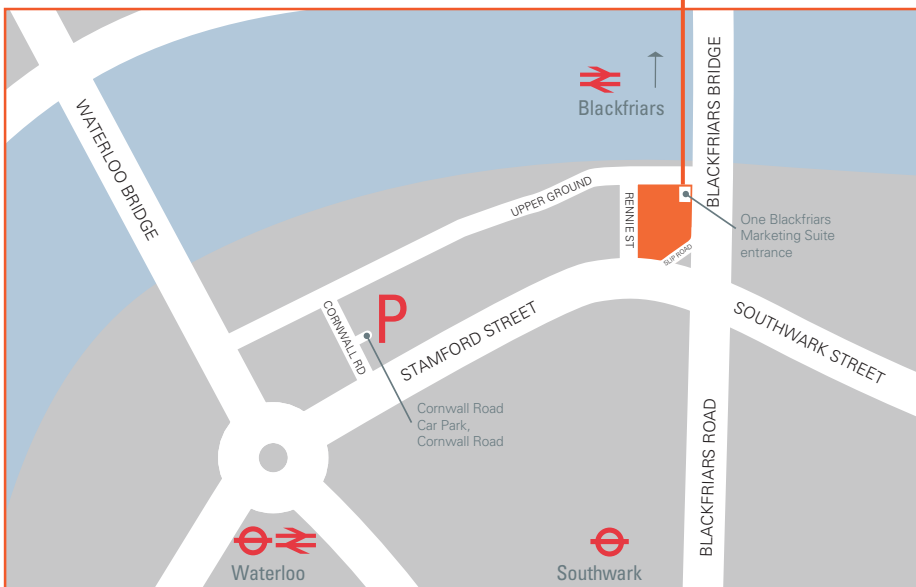 Blackfriars
BLACKFRIARS BRIDGE
WATERLOO BRIDGE
UPPER GROUND
RENNIE ST
One Blackfriars
Marketing Suite
entrance
SLIP ROAD
CORNWALL RD
P
STAMFORD STREET
SOUTHWARK STREET
Cornwall Road
Car Park,
Cornwall Road
BLACKFRIARS ROAD
Waterloo
Southwark